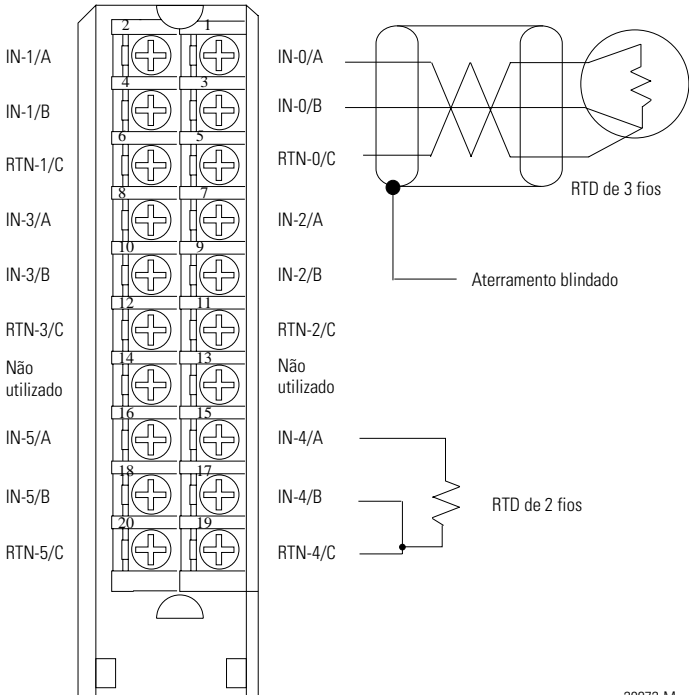 2 1
IN-1/A IN-0/A
4 3
IN-1/B IN-0/B
6 5
RTN-1/C RTN-0/C
RTD de 3 fios
8 7
IN-3/A IN-2/A
10 9
IN-3/B IN-2/B
Aterramento blindado
12 11
RTN-3/C RTN-2/C
Não
utilizado
14 13
Não
utilizado
16 15
IN-5/A IN-4/A
18 17
IN-5/B IN-4/B
RTD de 2 fios
20 19
RTN-5/C RTN-4/C